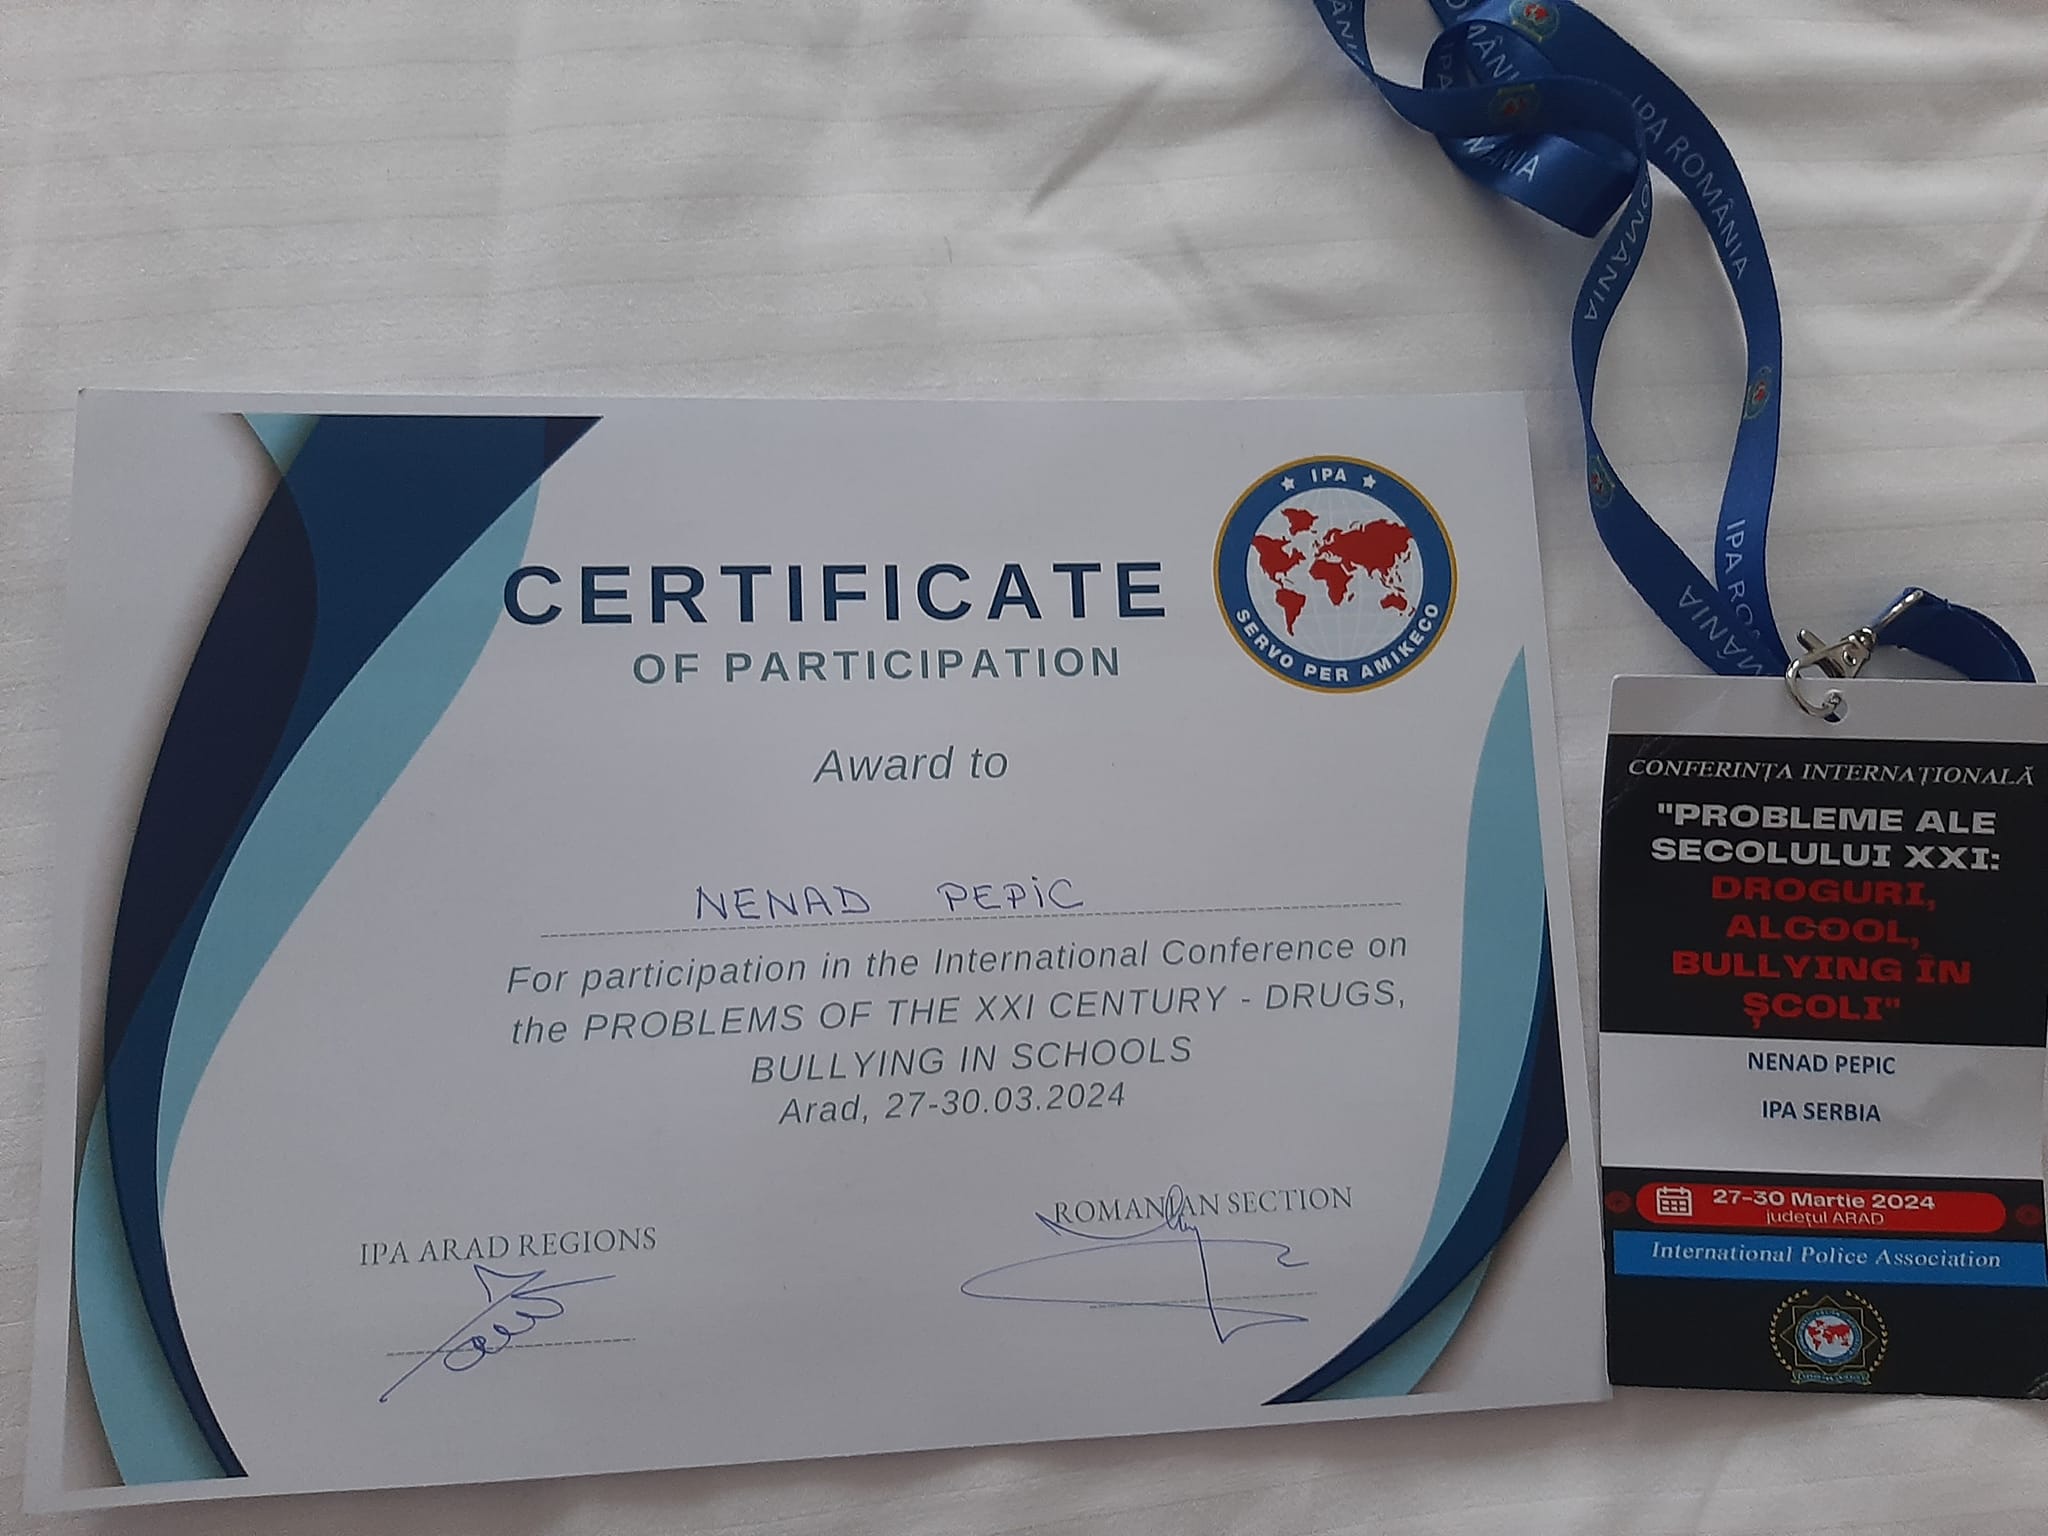 CERTIFICATE
OF PARTICIPATION
IPA
SERVO PER AMIKECO
Award to
NENAD PEPIC
For participation in the International Conference on
the PROBLEMS OF THE XXI CENTURY - DRUGS,
BULLYING IN SCHOOLS
Arad, 27-30.03.2024
IPA ARAD REGIONS
ROMANIAN SECTION
IPA ROMÂNIA
MANIA
ROMÂNIA
IPA RO
MÂNIA
CONFERINȚA INTERNAȚIONALĂ
"PROBLEME ALE
SECOLULUI XXI:
DROGURI,
ALCOOL,
BULLYING ÎN
ȘCOLI"
NENAD PEPIC
IPA SERBIA
27-30 Martie 2024
județul ARAD
International Police Association